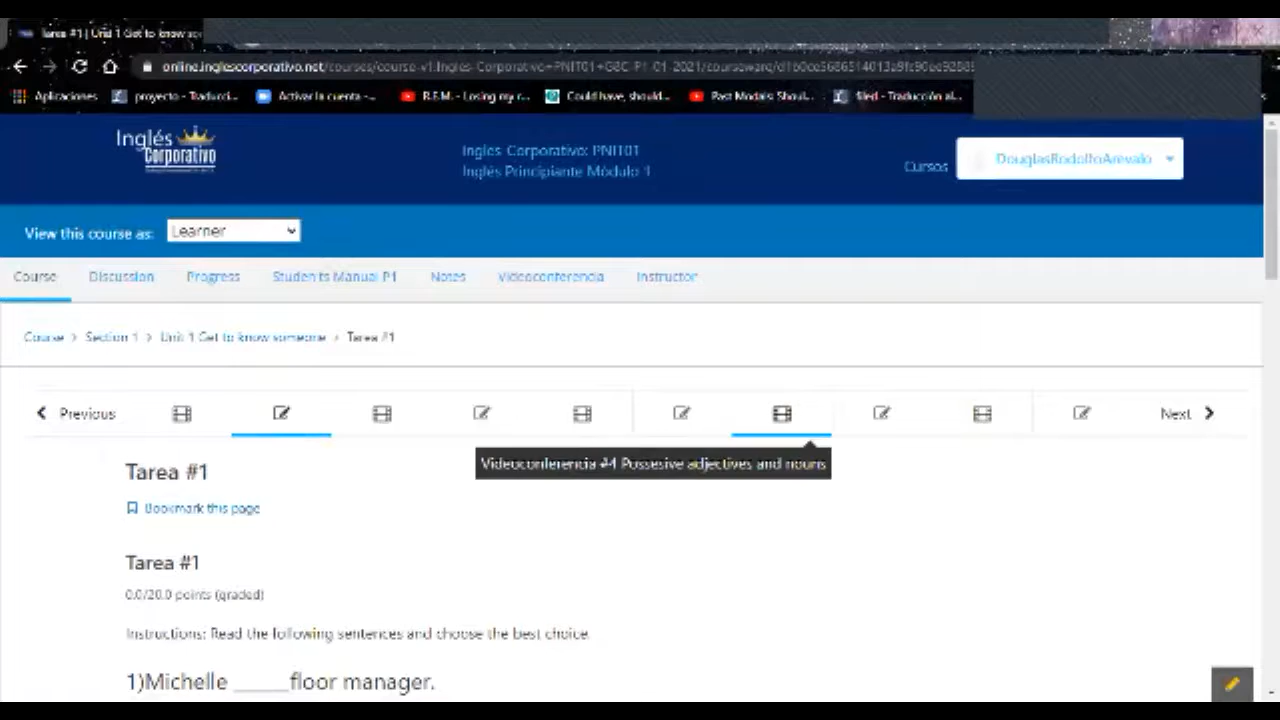 Tarea #1 | Unit 1 Get to know so
online.inglescorporativo.net/courses/course-v1:Ingles-Corporativo+PNIT01+
Aplicaciones proyecto - Traducci... Activar la cuenta -... R.E.M. - Losing my r... Could have, should... Past Modals: Shoul... filed - Traducción al...
Inglés
Corporativo
Ingles Corporativo: PNIT01
Inglés Principiante Módulo 1
Cursos
DouglasRodolfoArevalo
View this course as: Learner
Course Discussion Progress Students Manual P1 Notes Videoconferencia Instructor
Course > Section 1 > Unit 1 Get to know someone > Tarea #1
Previous Next
Videoconferencia #4 Possesive adjectives and nouns
Tarea #1
Bookmark this page
Tarea #1
0.0/20.0 points (graded)
Instructions: Read the following sentences and choose the best choice.
1)Michelle _____floor manager.